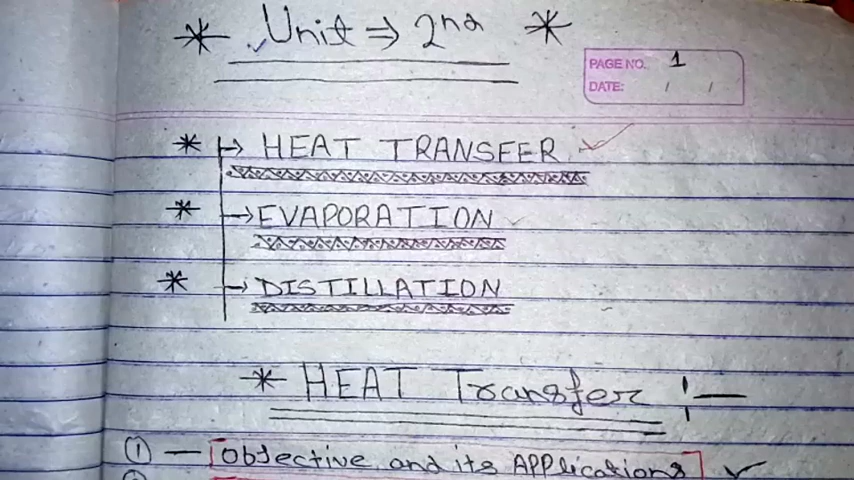 * Unit ⇒ 2nd *
PAGE NO. 1
DATE: / /
* → HEAT TRANSFER ✓
* → EVAPORATION ✓
* → DISTILLATION
* HEAT Transfer :-
① — Objective and its APPlications ✓